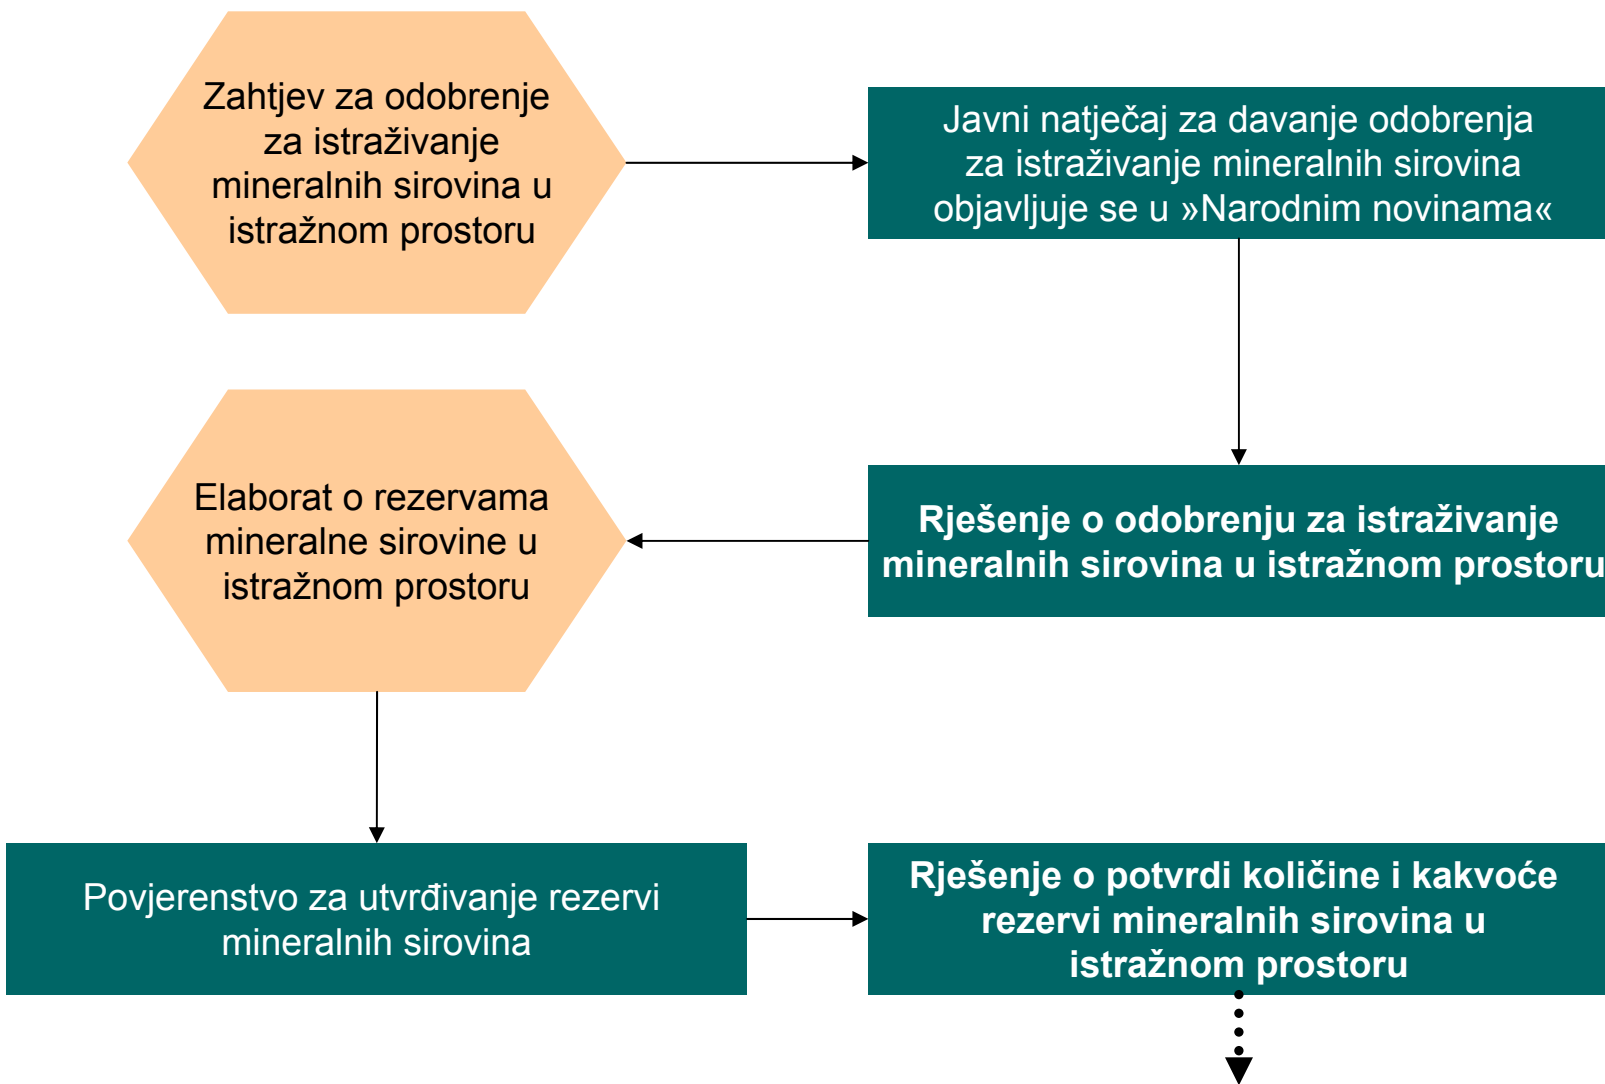 Zahtjev za odobrenje
za istraživanje
mineralnih sirovina u
istražnom prostoru
Javni natječaj za davanje odobrenja
za istraživanje mineralnih sirovina
objavljuje se u »Narodnim novinama«
Rješenje o odobrenju za istraživanje
mineralnih sirovina u istražnom prostoru
Elaborat o rezervama
mineralne sirovine u
istražnom prostoru
Povjerenstvo za utvrđivanje rezervi
mineralnih sirovina
Rješenje o potvrdi količine i kakvoće
rezervi mineralnih sirovina u
istražnom prostoru